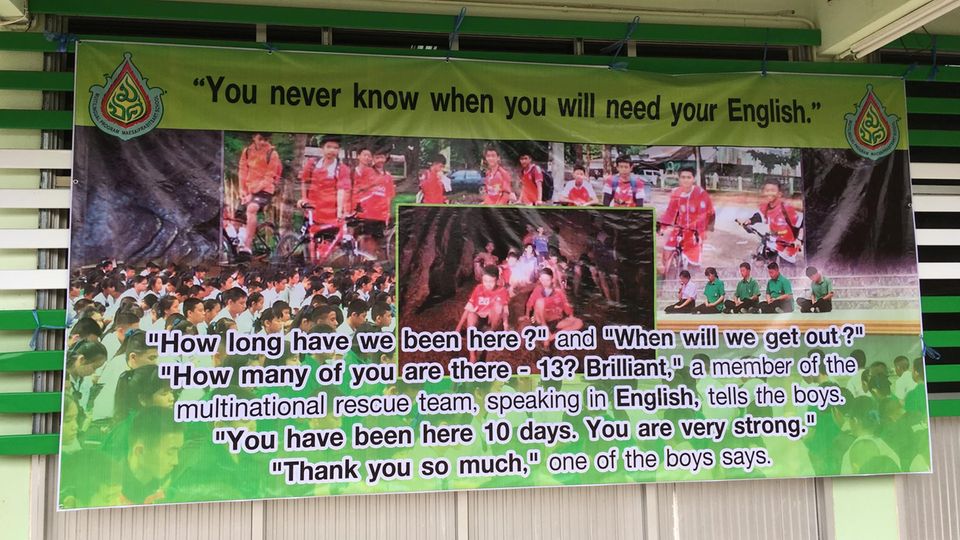 "You never know when you will need your English."
"How long have we been here?" and "When will we get out?"
"How many of you are there - 13? Brilliant," a member of the
multinational rescue team, speaking in English, tells the boys.
"You have been here 10 days. You are very strong."
"Thank you so much," one of the boys says.